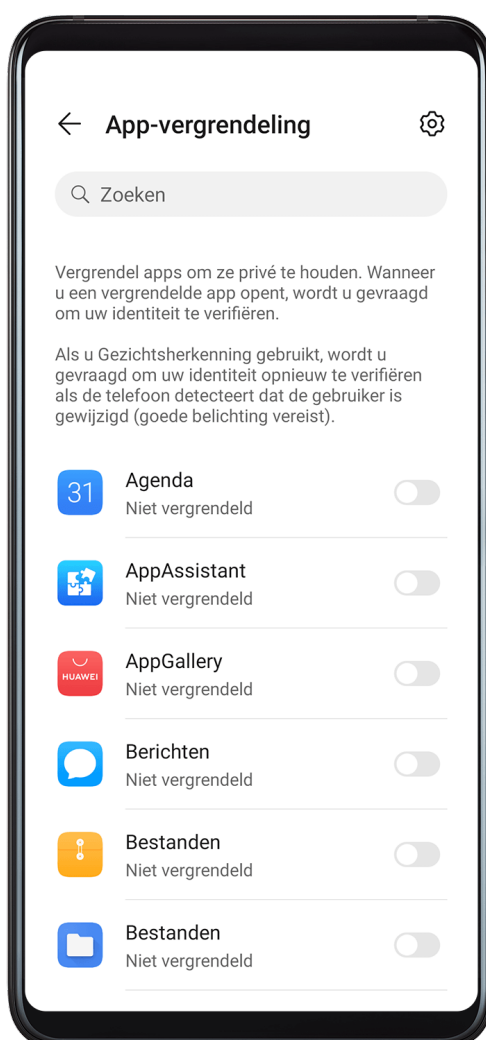 App-vergrendeling
Zoeken
Vergrendel apps om ze privé te houden. Wanneer
u een vergrendelde app opent, wordt u gevraagd
om uw identiteit te verifiëren.
Als u Gezichtsherkenning gebruikt, wordt u
gevraagd om uw identiteit opnieuw te verifiëren
als de telefoon detecteert dat de gebruiker is
gewijzigd (goede belichting vereist).
31
Agenda
Niet vergrendeld
AppAssistant
Niet vergrendeld
HUAWEI
AppGallery
Niet vergrendeld
Berichten
Niet vergrendeld
Bestanden
Niet vergrendeld
Bestanden
Niet vergrendeld